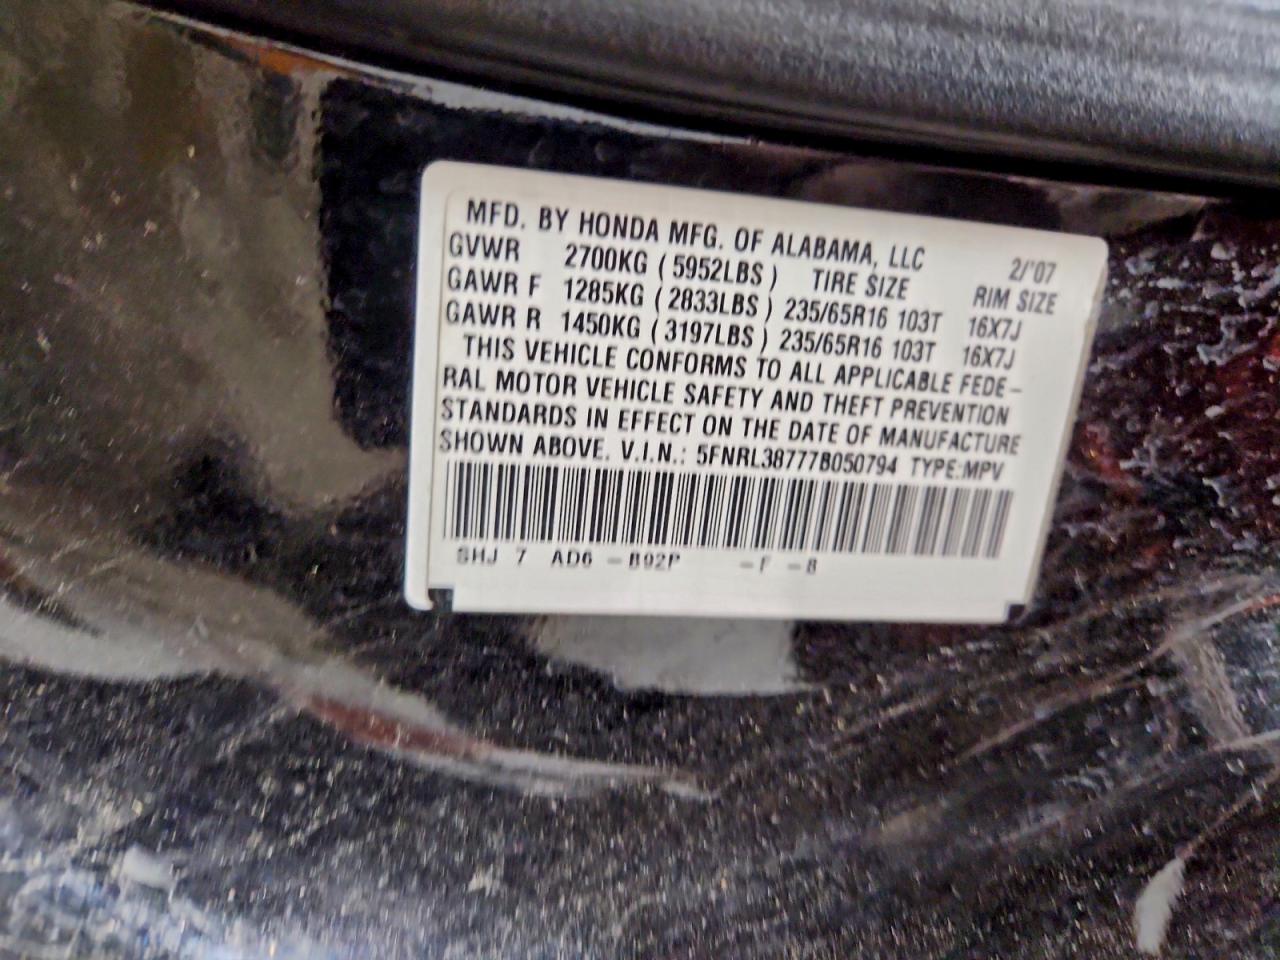 MFD. BY HONDA MFG. OF ALABAMA, LLC 2/'07
GVWR 2700KG (5952LBS) TIRE SIZE RIM SIZE
GAWR F 1285KG (2833LBS) 235/65R16 103T 16X7J
GAWR R 1450KG (3197LBS) 235/65R16 103T 16X7J
THIS VEHICLE CONFORMS TO ALL APPLICABLE FEDE-
RAL MOTOR VEHICLE SAFETY AND THEFT PREVENTION
STANDARDS IN EFFECT ON THE DATE OF MANUFACTURE
SHOWN ABOVE. V.I.N.: 5FNRL38777B050794 TYPE:MPV
SHJ 7 AD6 -B92P -F -B